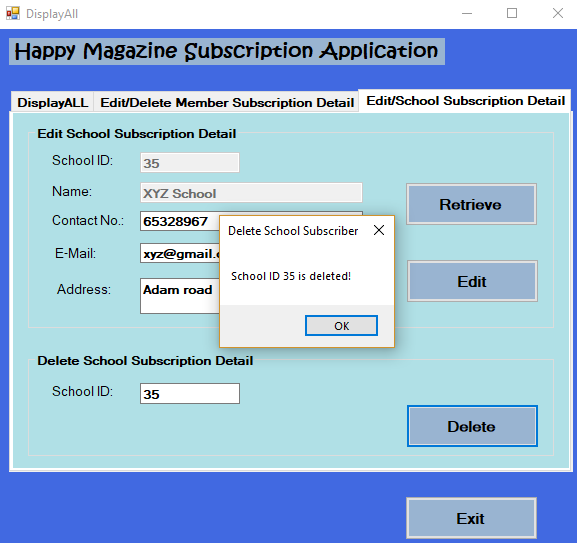 DisplayAll
Happy Magazine Subscription Application
DisplayALL Edit/Delete Member Subscription Detail Edit/School Subscription Detail
Edit School Subscription Detail
School ID: 35
Name: XYZ School
Retrieve
Contact No.: 65328967
Delete School Subscriber
E-Mail: xyz@gmail.c
School ID 35 is deleted!
Edit
Address: Adam road
OK
Delete School Subscription Detail
School ID: 35
Delete
Exit